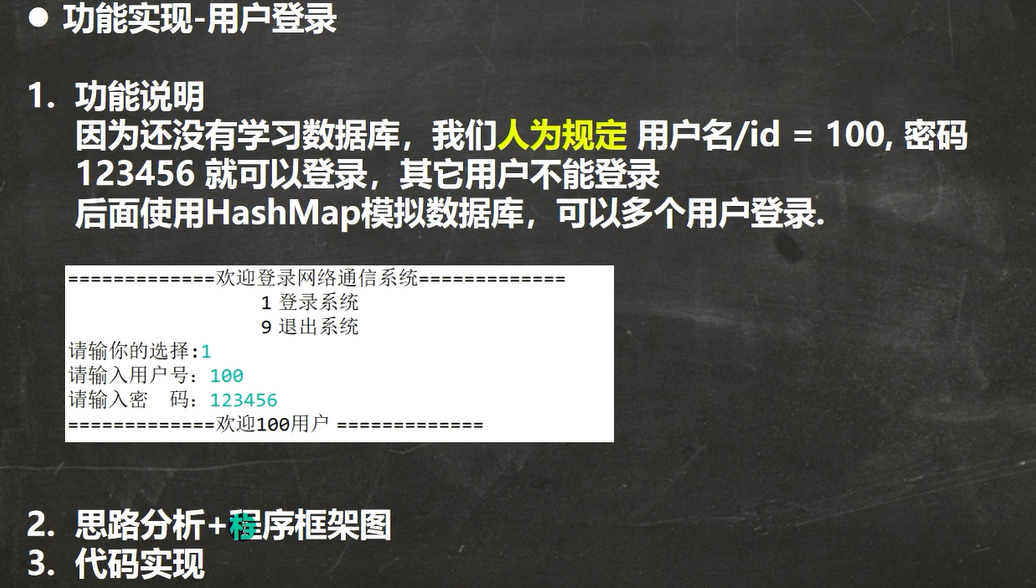 ● 功能实现-用户登录
1. 功能说明
因为还没有学习数据库，我们人为规定 用户名/id = 100, 密码
123456 就可以登录，其它用户不能登录
后面使用HashMap模拟数据库，可以多个用户登录.
=============欢迎登录网络通信系统=============
1 登录系统
9 退出系统
请输你的选择:1
请输入用户号：100
请输入密　码：123456
=============欢迎100用户 =============
2. 思路分析+程序框架图
3. 代码实现